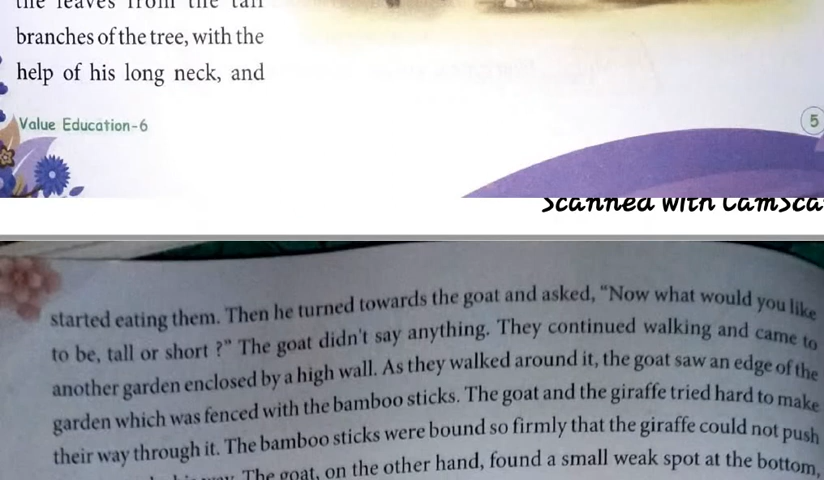 the leaves from the tall
branches of the tree, with the
help of his long neck, and
Value Education-6
5
Scanned with CamSca
started eating them. Then he turned towards the goat and asked, “Now what would you like
to be, tall or short ?” The goat didn't say anything. They continued walking and came to
another garden enclosed by a high wall. As they walked around it, the goat saw an edge of the
garden which was fenced with the bamboo sticks. The goat and the giraffe tried hard to make
their way through it. The bamboo sticks were bound so firmly that the giraffe could not push
The goat, on the other hand, found a small weak spot at the bottom,